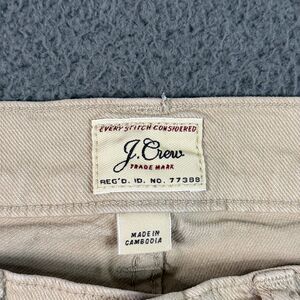 EVERY STITCH CONSIDERED
J.Crew
TRADE MARK
REG'D. ID. NO. 77388
MADE IN
CAMBODIA